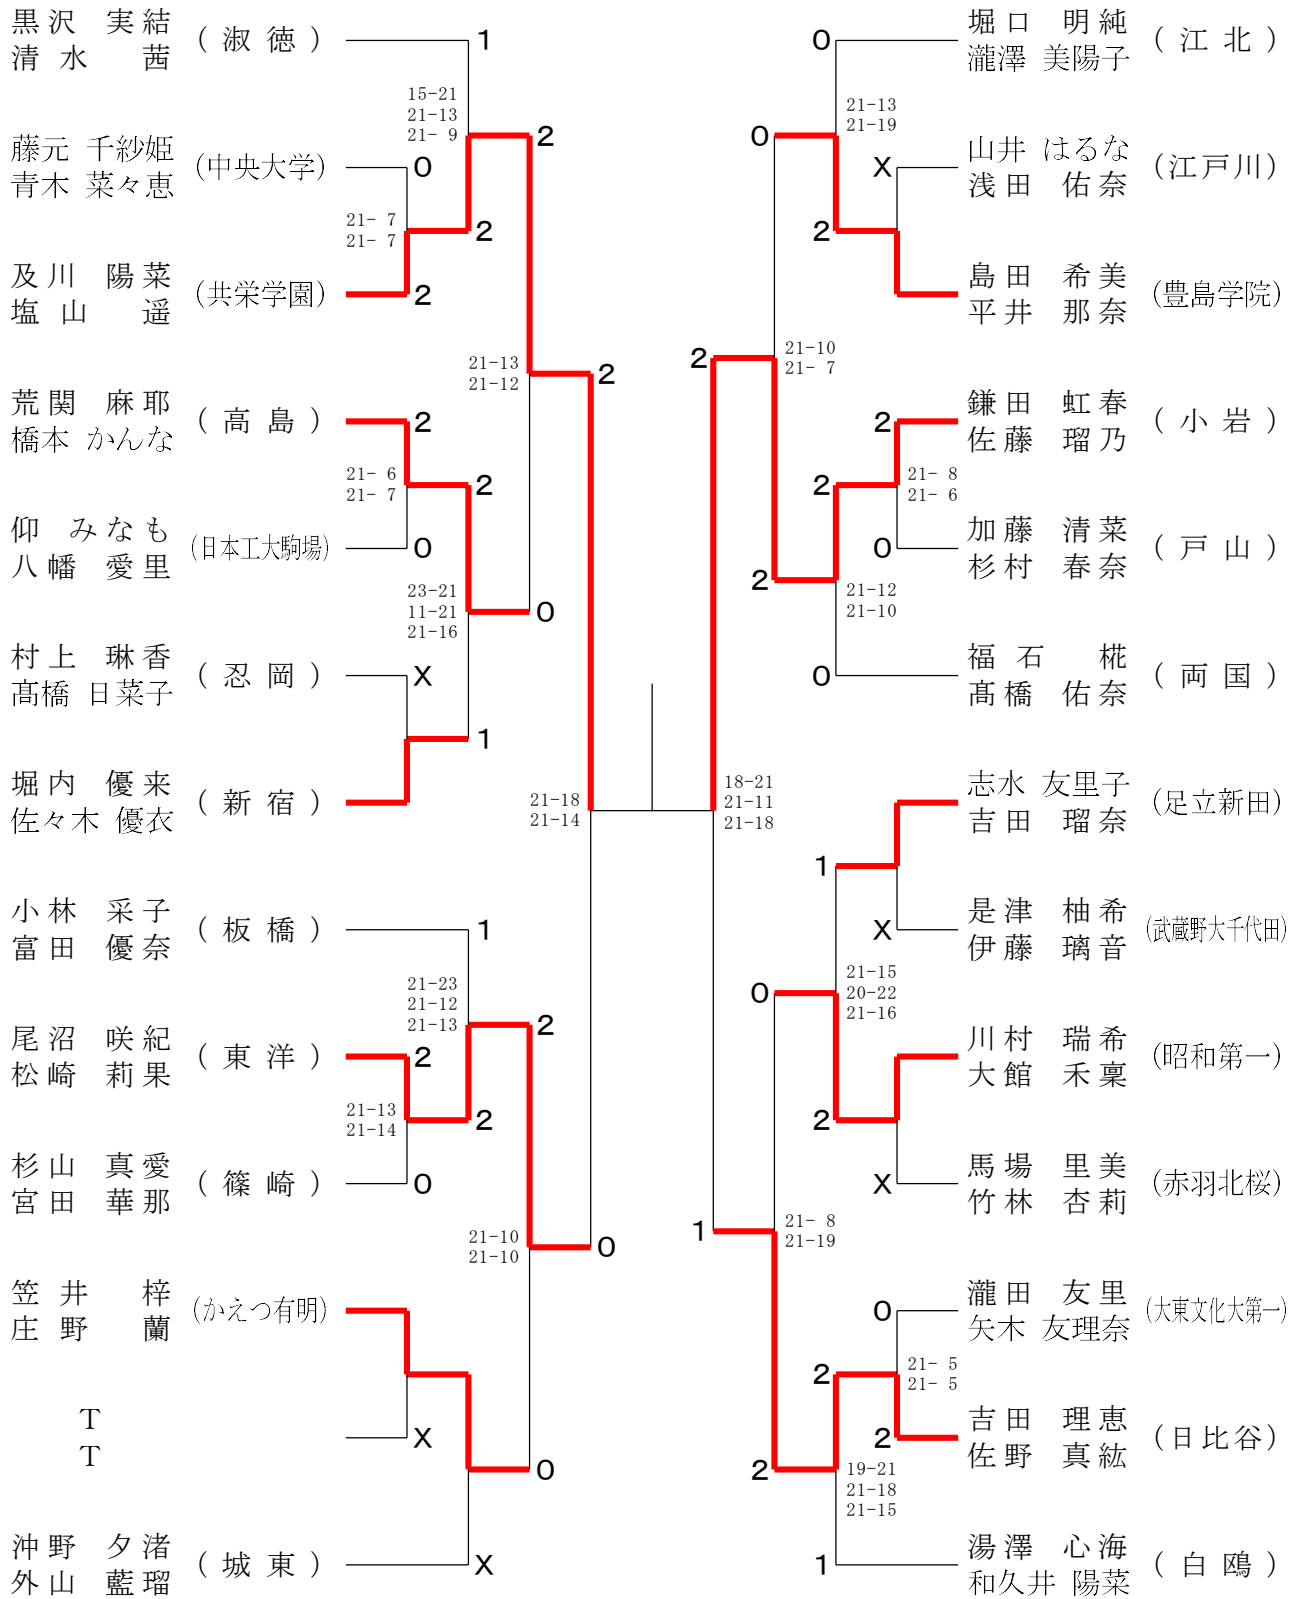 黒沢 実結
清水 茜
(淑徳)
1
15-21
21-13
21- 9
2
藤元 千紗姫
青木 菜々恵
(中央大学)
0
21- 7
21- 7
2
及川 陽菜
塩山 遥
(共栄学園)
2
21-13
21-12
2
荒関 麻耶
橋本 かんな
(高島)
2
21- 6
21- 7
2
仰 みなも
八幡 愛里
(日本工大駒場)
0
23-21
11-21
21-16
0
村上 琳香
髙橋 日菜子
(忍岡)
X
1
堀内 優来
佐々木 優衣
(新宿)
21-18
21-14
小林 采子
富田 優奈
(板橋)
1
21-23
21-12
21-13
2
尾沼 咲紀
松崎 莉果
(東洋)
2
21-13
21-14
2
杉山 真愛
宮田 華那
(篠崎)
0
21-10
21-10
0
笠井 梓
庄野 蘭
(かえつ有明)
T
T
X
0
沖野 夕渚
外山 藍瑠
(城東)
X
0
堀口 明純
瀧澤 美陽子
(江北)
21-13
21-19
0
X
山井 はるな
浅田 佑奈
(江戸川)
2
島田 希美
平井 那奈
(豊島学院)
2
21-10
21- 7
2
鎌田 虹春
佐藤 瑠乃
(小岩)
2
21- 8
21- 6
0
加藤 清菜
杉村 春奈
(戸山)
2
21-12
21-10
0
福石 椛
髙橋 佑奈
(両国)
18-21
21-11
21-18
志水 友里子
吉田 瑠奈
(足立新田)
1
X
是津 柚希
伊藤 璃音
(武蔵野大千代田)
0
21-15
20-22
21-16
川村 瑞希
大館 禾稟
(昭和第一)
2
X
馬場 里美
竹林 杏莉
(赤羽北桜)
1
21- 8
21-19
0
瀧田 友里
矢木 友理奈
(大東文化大第一)
2
21- 5
21- 5
2
吉田 理恵
佐野 真紘
(日比谷)
2
19-21
21-18
21-15
1
湯澤 心海
和久井 陽菜
(白鴎)